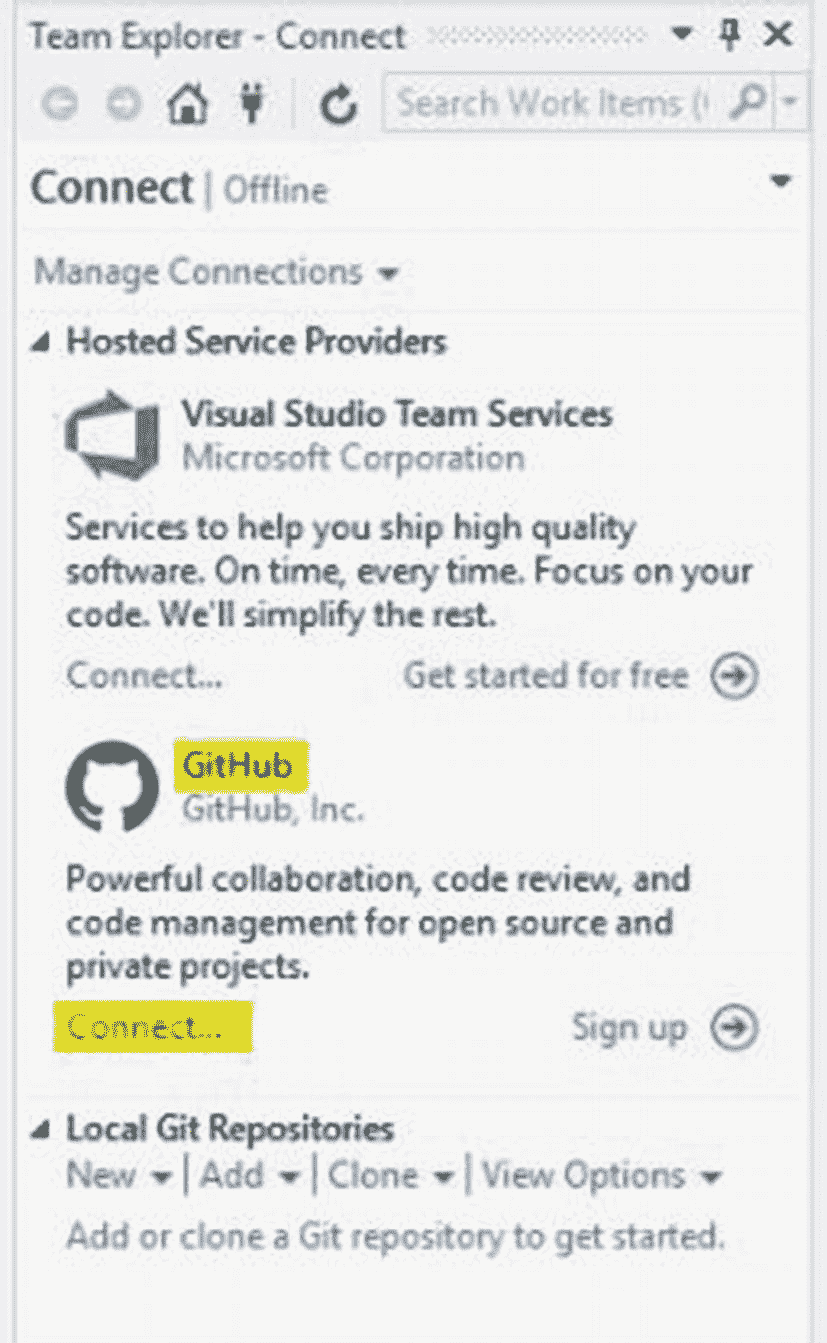 Team Explorer - Connect
Search Work Items (
Connect | Offline
Manage Connections
Hosted Service Providers
Visual Studio Team Services
Microsoft Corporation
Services to help you ship high quality
software. On time, every time. Focus on your
code. We'll simplify the rest.
Connect... Get started for free
GitHub
GitHub, Inc.
Powerful collaboration, code review, and
code management for open source and
private projects.
Connect... Sign up
Local Git Repositories
New | Add | Clone | View Options
Add or clone a Git repository to get started.